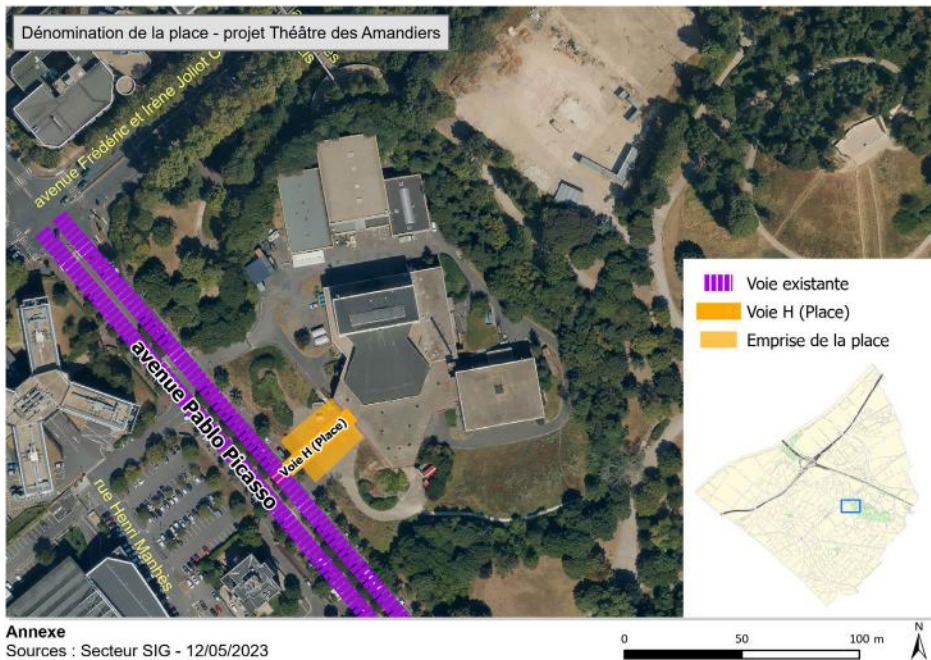 Dénomination de la place - projet Théâtre des Amandiers
avenue Frédéric et Irène Joliot C
avenue Pablo Picasso
Voie H (Place)
rue Henri Manhès
Voie existante
Voie H (Place)
Emprise de la place
Annexe
Sources : Secteur SIG - 12/05/2023
0 50 100 m
N